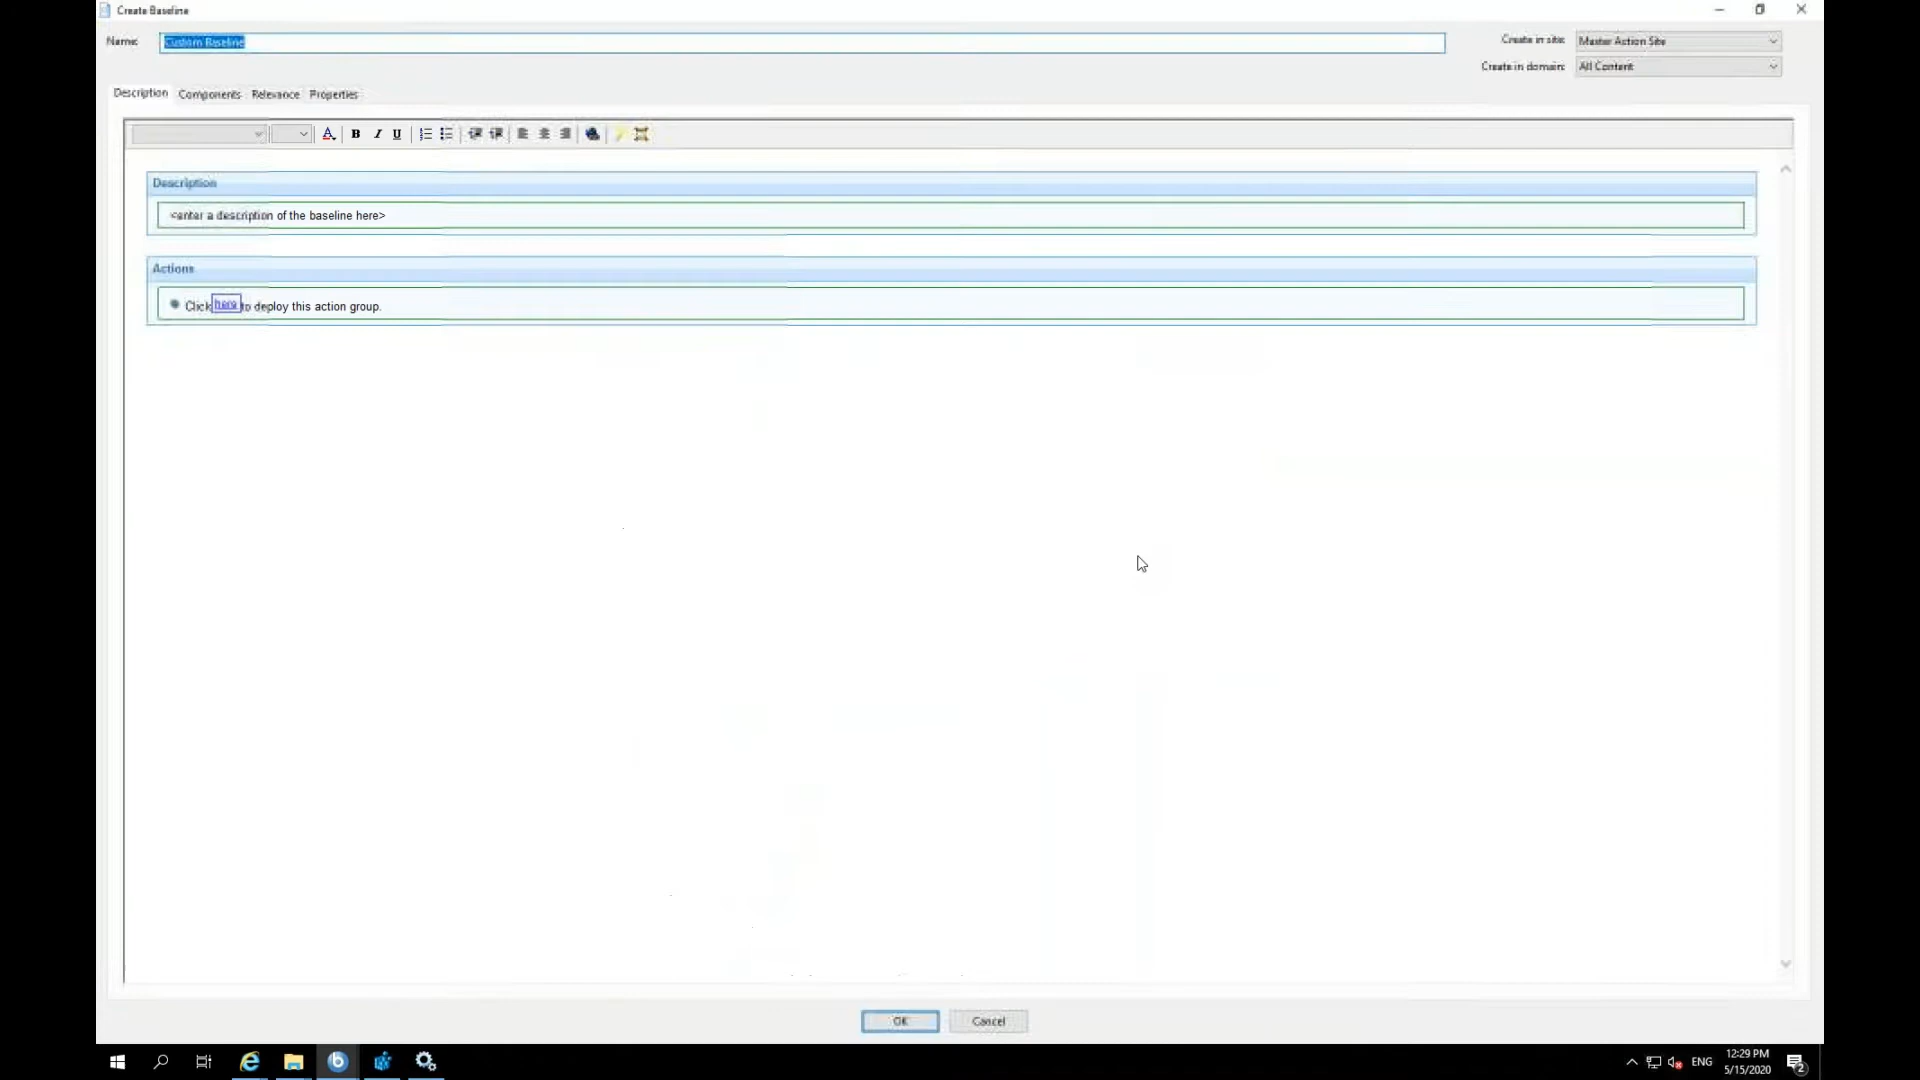 Create Baseline
Name: Custom Baseline
Create in site: Master Action Site
Create in domain: All Content
Description Components Relevance Properties
A B I U
Description
<enter a description of the baseline here>
Actions
Click here to deploy this action group.
OK Cancel
ENG 12:29 PM
5/15/2020
2